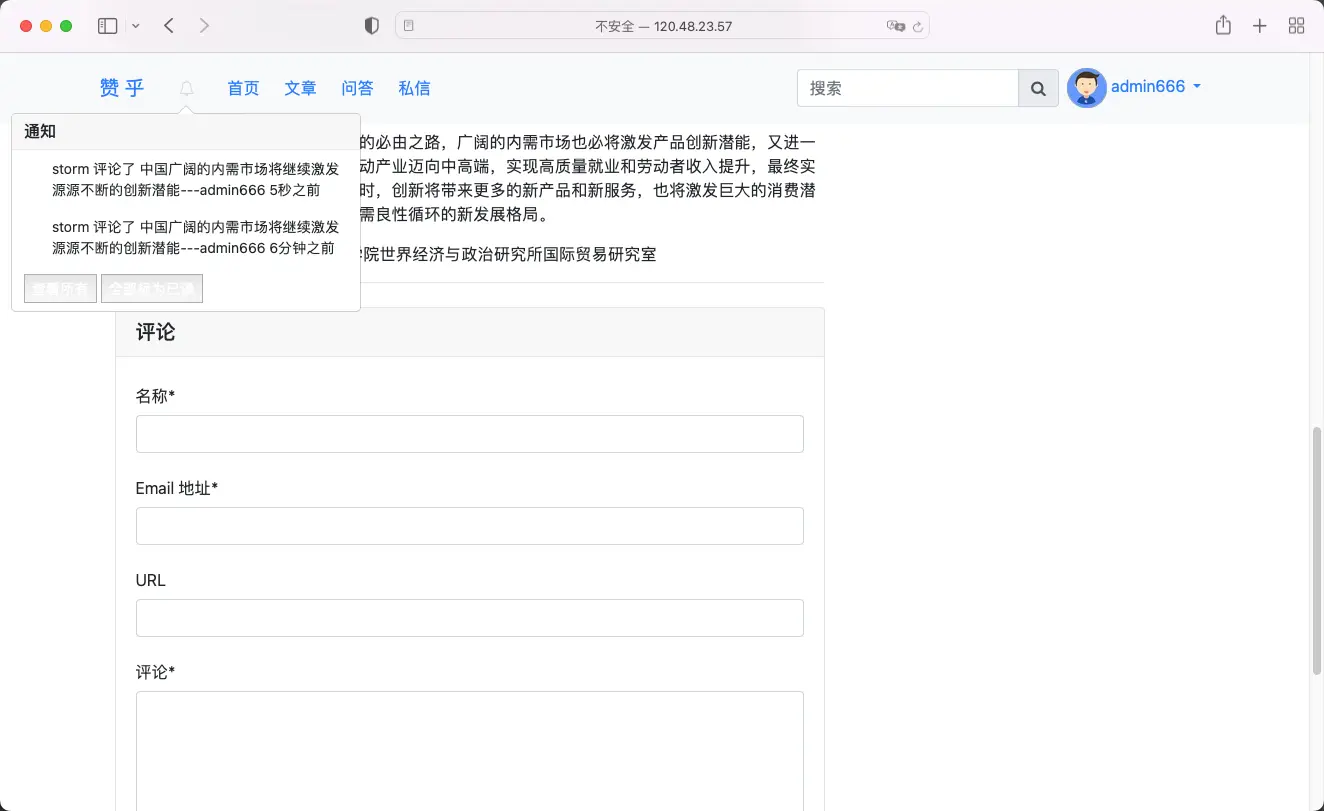 不安全 — 120.48.23.57
赞 乎
首页
文章
问答
私信
搜索
admin666
通知
storm 评论了 中国广阔的内需市场将继续激发
源源不断的创新潜能---admin666 5秒之前
storm 评论了 中国广阔的内需市场将继续激发
源源不断的创新潜能---admin666 6分钟之前
查看所有
全部标为已读
的必由之路，广阔的内需市场也必将激发产品创新潜能，又进一
动产业迈向中高端，实现高质量就业和劳动者收入提升，最终实
时，创新将带来更多的新产品和新服务，也将激发巨大的消费潜
需良性循环的新发展格局。
院世界经济与政治研究所国际贸易研究室
评论
名称*
Email 地址*
URL
评论*